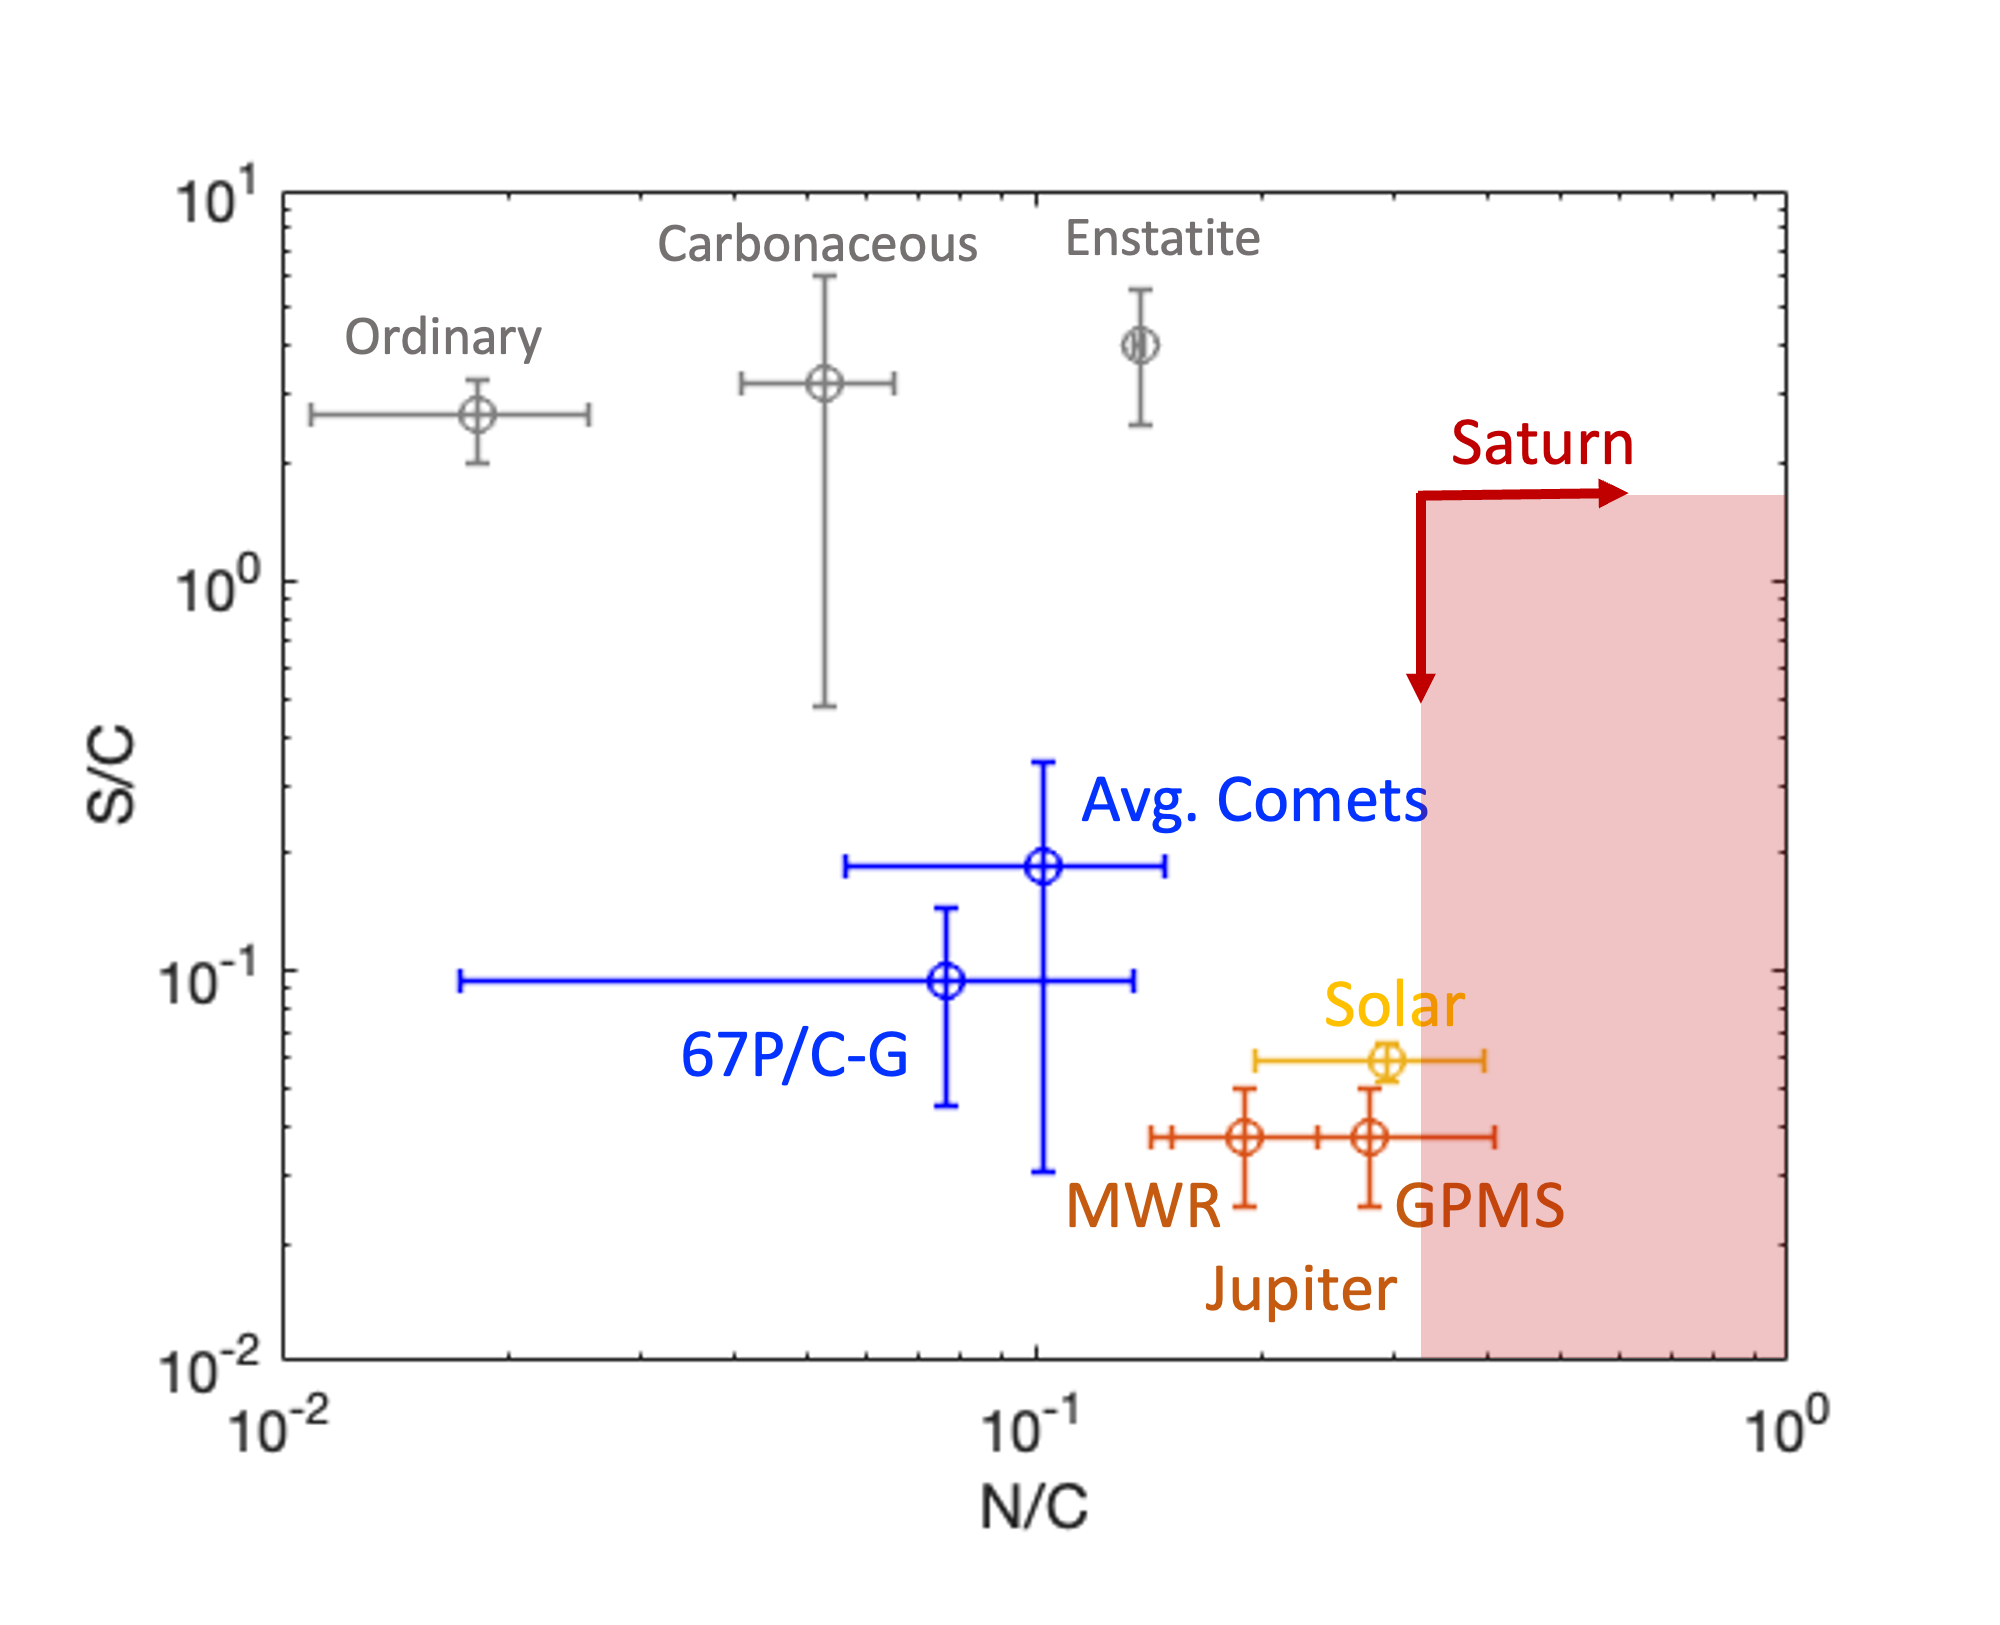 10^1
Carbonaceous
Enstatite
Ordinary
Saturn
10^0
S/C
Avg. Comets
10^-1
Solar
67P/C-G
MWR
GPMS
Jupiter
10^-2
10^-2
10^-1
10^0
N/C